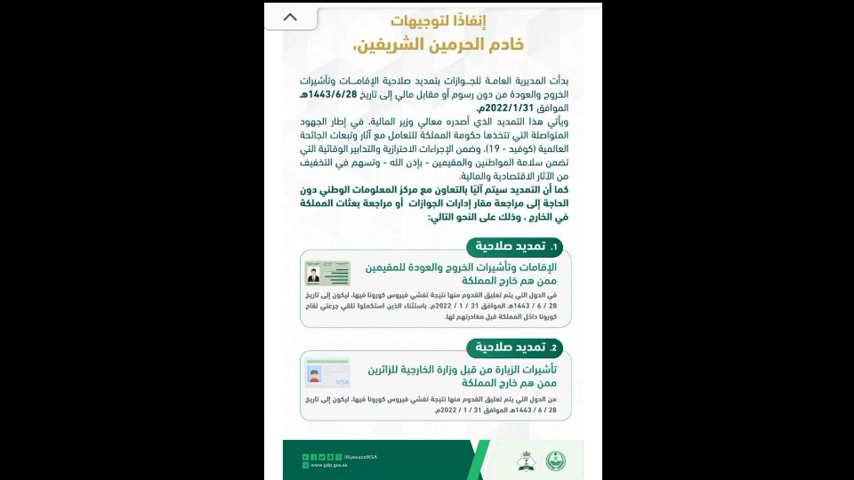 إنفاذًا لتوجيهات
خادم الحرمين الشريفين،
بدأت المديرية العامة للجـوازات بتمديد صلاحية الإقامـات وتأشيرات
الخروج والعودة من دون رسوم أو مقابل مالي إلى تاريخ 1443/6/28هـ
الموافق 2022/1/31م.
ويأتي هذا التمديد الذي أصدره معالي وزير المالية، في إطار الجهود
المتواصلة التي تتخذها حكومة المملكة للتعامل مع آثار وتبعات الجائحة
العالمية (كوفيد - 19)، وضمن الإجراءات الاحترازية والتدابير الوقائية التي
تضمن سلامة المواطنين والمقيمين - بإذن الله - وتسهم في التخفيف
من الآثار الاقتصادية والمالية.
كما أن التمديد سيتم آليًا بالتعاون مع مركز المعلومات الوطني دون
الحاجة إلى مراجعة مقار إدارات الجوازات أو مراجعة بعثات المملكة
في الخارج ، وذلك على النحو التالي:
1. تمديد صلاحية
الإقامات وتأشيرات الخروج والعودة للمقيمين
ممن هم خارج المملكة
في الدول التي يتم تعليق القدوم منها نتيجة تفشي فيروس كورونا فيها، ليكون إلى تاريخ
28 / 6 / 1443هـ الموافق 31 / 1 / 2022م. باستثناء الذين استكملوا تلقي جرعتي لقاح
كورونا داخل المملكة قبل مغادرتهم لها.
2. تمديد صلاحية
تأشيرات الزيارة من قبل وزارة الخارجية للزائرين
ممن هم خارج المملكة
VISA
من الدول التي يتم تعليق القدوم منها نتيجة تفشي فيروس كورونا فيها، ليكون إلى تاريخ
28 / 6 / 1443هـ الموافق 31 / 1 / 2022م.
/AljawazatKSA
www.gdp.gov.sa